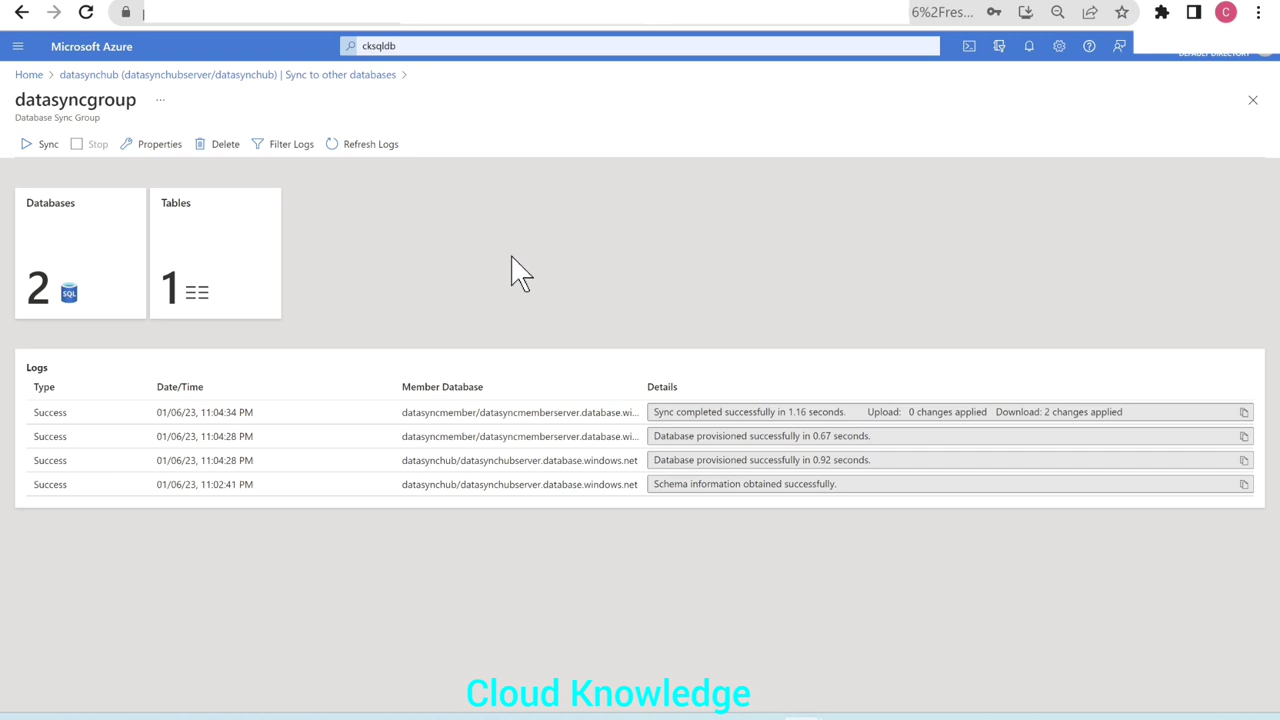 6%2Fres...
Microsoft Azure
cksqldb
Home > datasynchub (datasynchubserver/datasynchub) | Sync to other databases >
datasyncgroup ...
Database Sync Group
Sync Stop Properties Delete Filter Logs Refresh Logs
Databases Tables
2 SQL 1
Logs
Type Date/Time Member Database Details
Success 01/06/23, 11:04:34 PM datasyncmember/datasyncmemberserver.database.wi... Sync completed successfully in 1.16 seconds. Upload: 0 changes applied Download: 2 changes applied
Success 01/06/23, 11:04:28 PM datasyncmember/datasyncmemberserver.database.wi... Database provisioned successfully in 0.67 seconds.
Success 01/06/23, 11:04:28 PM datasynchub/datasynchubserver.database.windows.net Database provisioned successfully in 0.92 seconds.
Success 01/06/23, 11:02:41 PM datasynchub/datasynchubserver.database.windows.net Schema information obtained successfully.
Cloud Knowledge